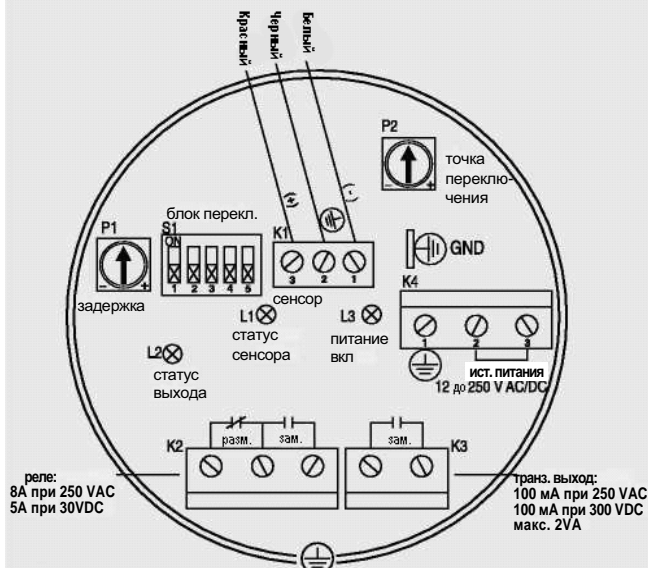 Красный
Черный
Белый
(+)
(-)
P2
точка
переклю-
чения
P1
задержка
блок перекл.
S1
ON
1 2 3 4 5
K1
3 2 1
сенсор
GND
K4
1 2 3
ист. питания
12 до 250 V AC/DC
L1
статус
сенсора
L3
питание
вкл
L2
статус
выхода
K2
разм.
зам.
зам.
K3
реле:
8A при 250 VAC
5A при 30VDC
транз. выход:
100 мА при 250 VAC
100 мА при 300 VDC
макс. 2VA